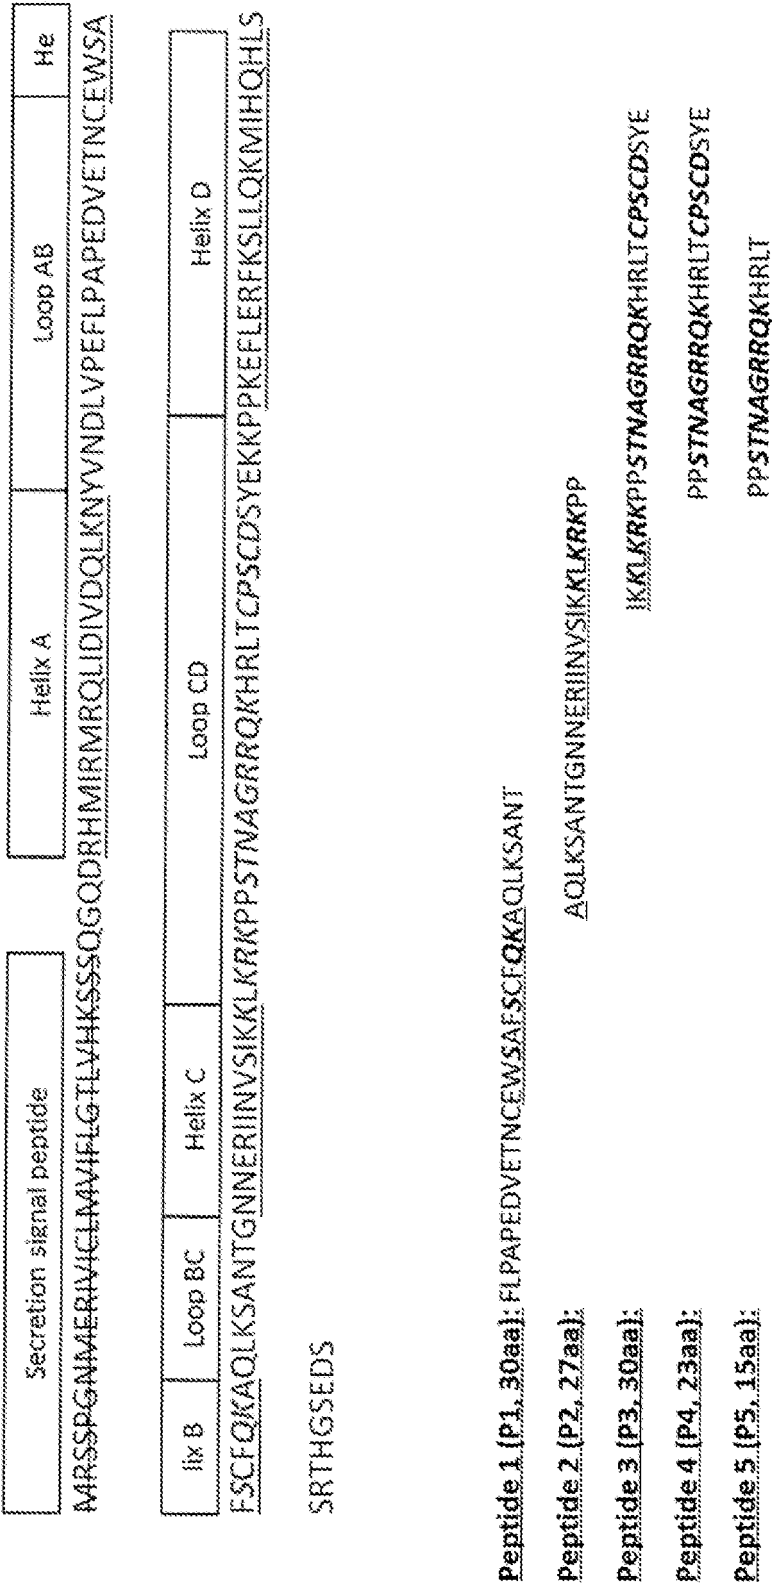 Secretion signal peptide Helix A Loop AB He
MRSSPGNMERIVICLMVIFLGTLVHKSSSQGQDRHMIRMRQLIDIVDQLKNYVNDLVPEFLPAPEDVETNCEWSA
lix B Loop BC Helix C Loop CD Helix D
FSCFQKAQLKSANTGNNERIINVSIKKLKRKPPSTNAGRRQKHRLTCPSCDSYEKKPPKEFLERFKSLLQKMIHQHLS
SRTHGSEDS
Peptide 1 (P1, 30aa): FLPAPEDVETNCEWSAFSCFQKAQLKSANT
Peptide 2 (P2, 27aa): AQLKSANTGNNERIINVSIKKLKRKPP
Peptide 3 (P3, 30aa): IKKLKRKPPSTNAGRRQKHRLTCPSCDSYE
Peptide 4 (P4, 23aa): PPSTNAGRRQKHRLTCPSCDSYE
Peptide 5 (P5, 15aa): PPSTNAGRRQKHRLT